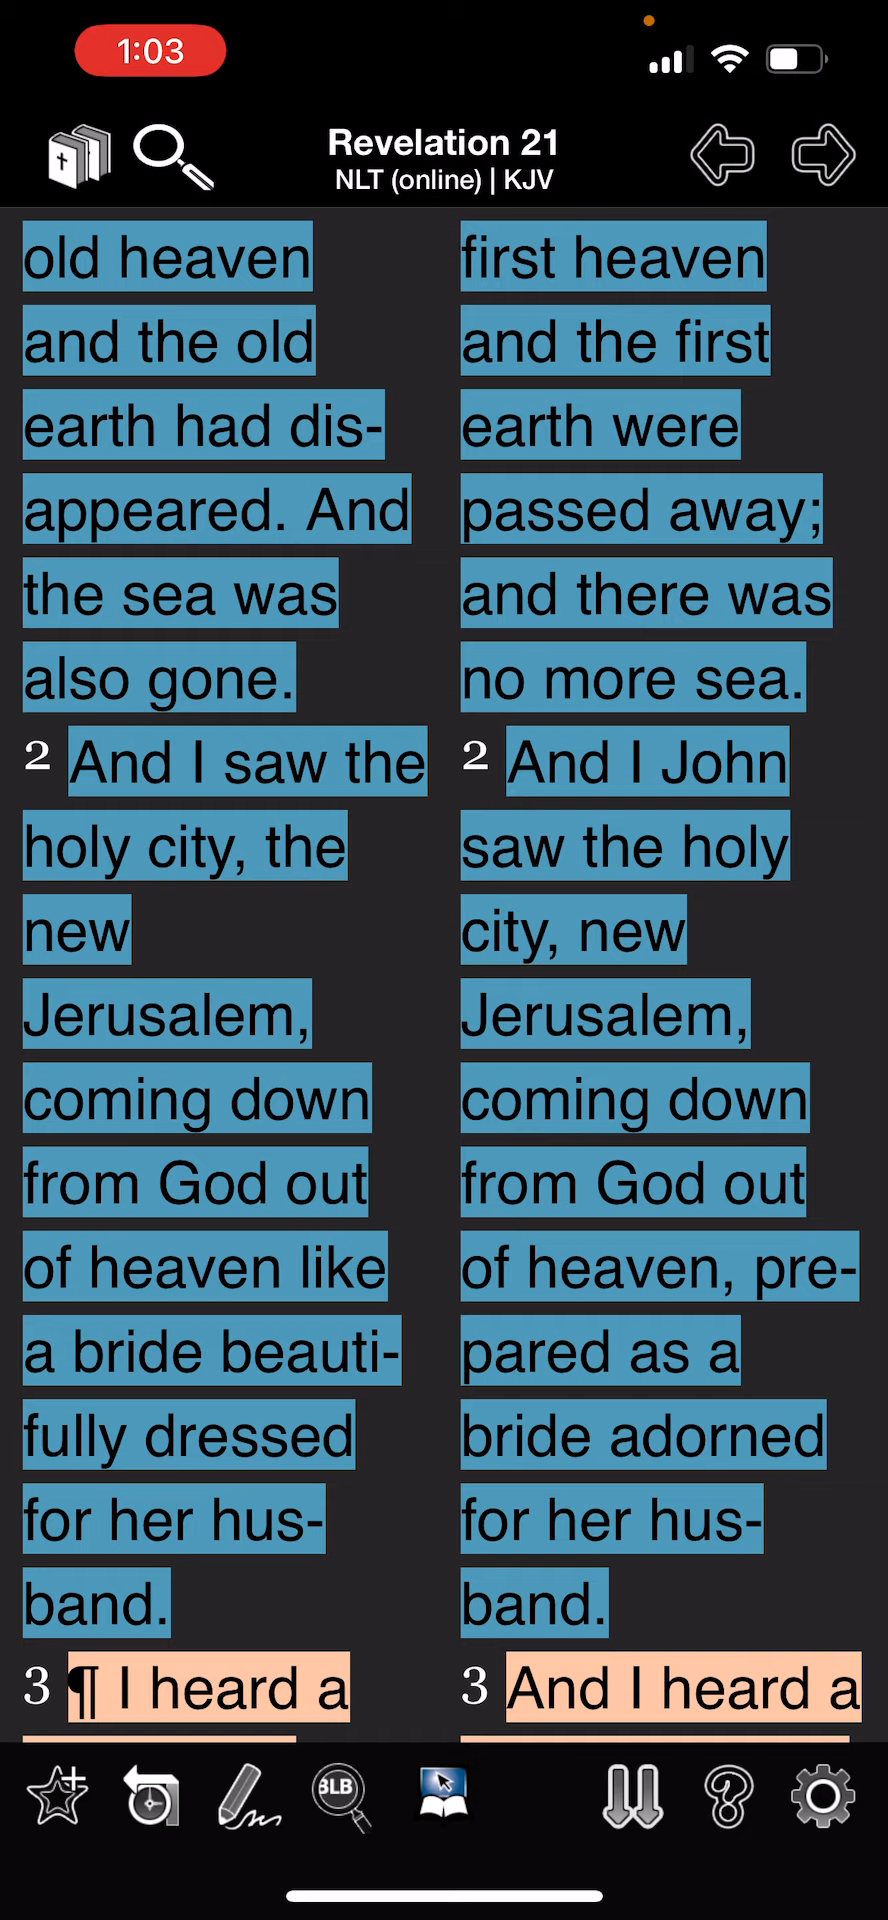 1:03
Revelation 21
NLT (online) | KJV
old heaven
and the old
earth had dis-
appeared. And
the sea was
also gone.
2 And I saw the
holy city, the
new
Jerusalem,
coming down
from God out
of heaven like
a bride beauti-
fully dressed
for her hus-
band.
3 ¶ I heard a
first heaven
and the first
earth were
passed away;
and there was
no more sea.
2 And I John
saw the holy
city, new
Jerusalem,
coming down
from God out
of heaven, pre-
pared as a
bride adorned
for her hus-
band.
3 And I heard a
BLB